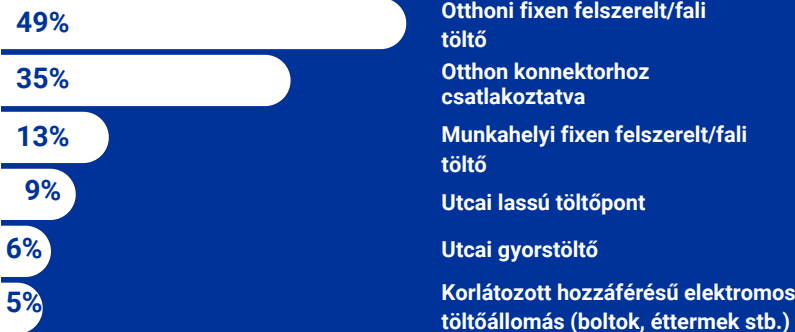 49%
Otthoni fixen felszerelt/fali
töltő
35%
Otthon konnektorhoz
csatlakoztatva
13%
Munkahelyi fixen felszerelt/fali
töltő
9%
Utcai lassú töltőpont
6%
Utcai gyorstöltő
5%
Korlátozott hozzáférésű elektromos
töltőállomás (boltok, éttermek stb.)